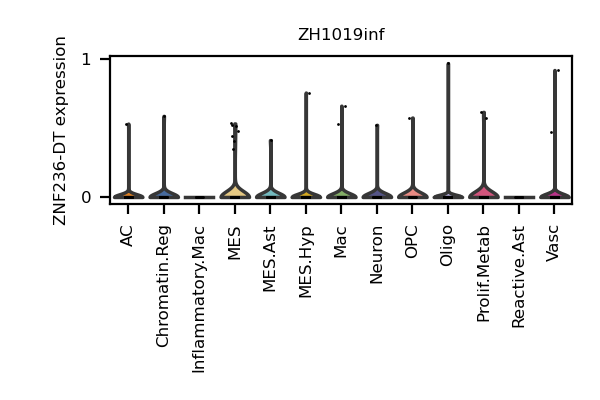 ZH1019inf
ZNF236-DT expression
1
0
AC
Chromatin.Reg
Inflammatory.Mac
MES
MES.Ast
MES.Hyp
Mac
Neuron
OPC
Oligo
Prolif.Metab
Reactive.Ast
Vasc